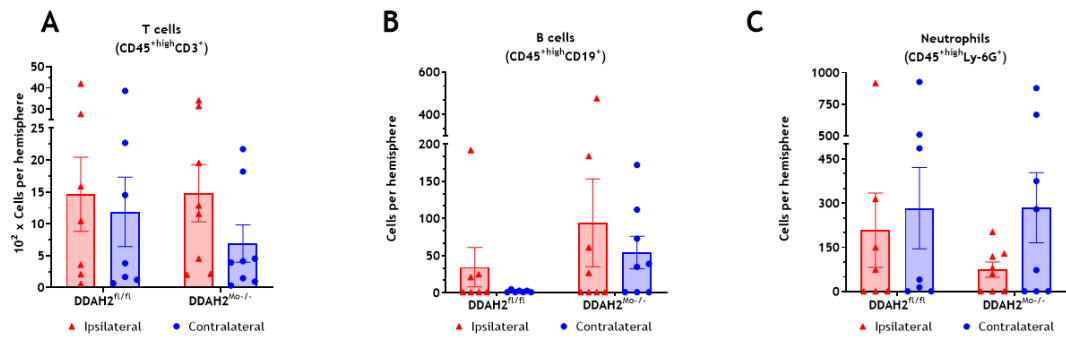 A
T cells
(CD45⁺ʰⁱᵍʰCD3⁺)
10² x Cells per hemisphere
50
40
30
25
20
15
10
5
0
DDAH2ᶠˡ/ᶠˡ
DDAH2ᴹᵒ⁻/⁻
Ipsilateral
Contralateral
B
B cells
(CD45⁺ʰⁱᵍʰCD19⁺)
Cells per hemisphere
600
400
200
150
100
50
0
DDAH2ᶠˡ/ᶠˡ
DDAH2ᴹᵒ⁻/⁻
Ipsilateral
Contralateral
C
Neutrophils
(CD45⁺ʰⁱᵍʰLy-6G⁺)
Cells per hemisphere
1000
750
500
450
300
150
0
DDAH2ᶠˡ/ᶠˡ
DDAH2ᴹᵒ⁻/⁻
Ipsilateral
Contralateral